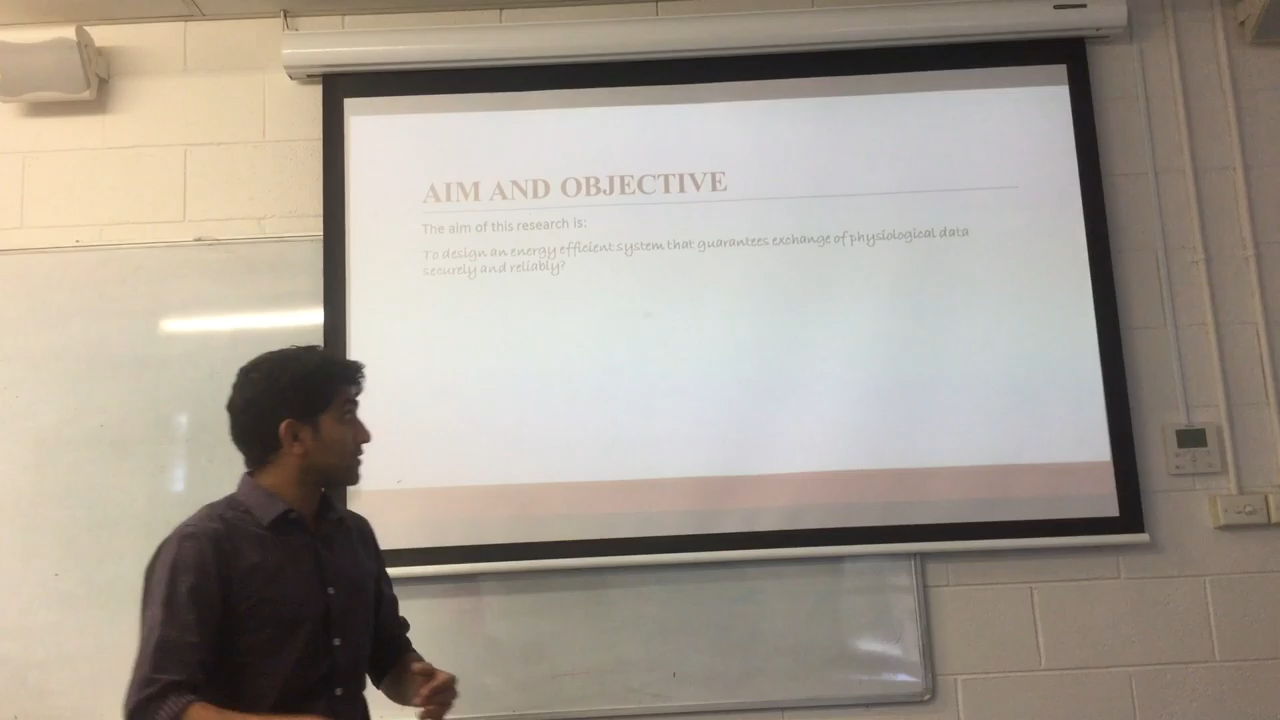 AIM AND OBJECTIVE
The aim of this research is:
To design an energy efficient system that guarantees exchange of physiological data
securely and reliably?